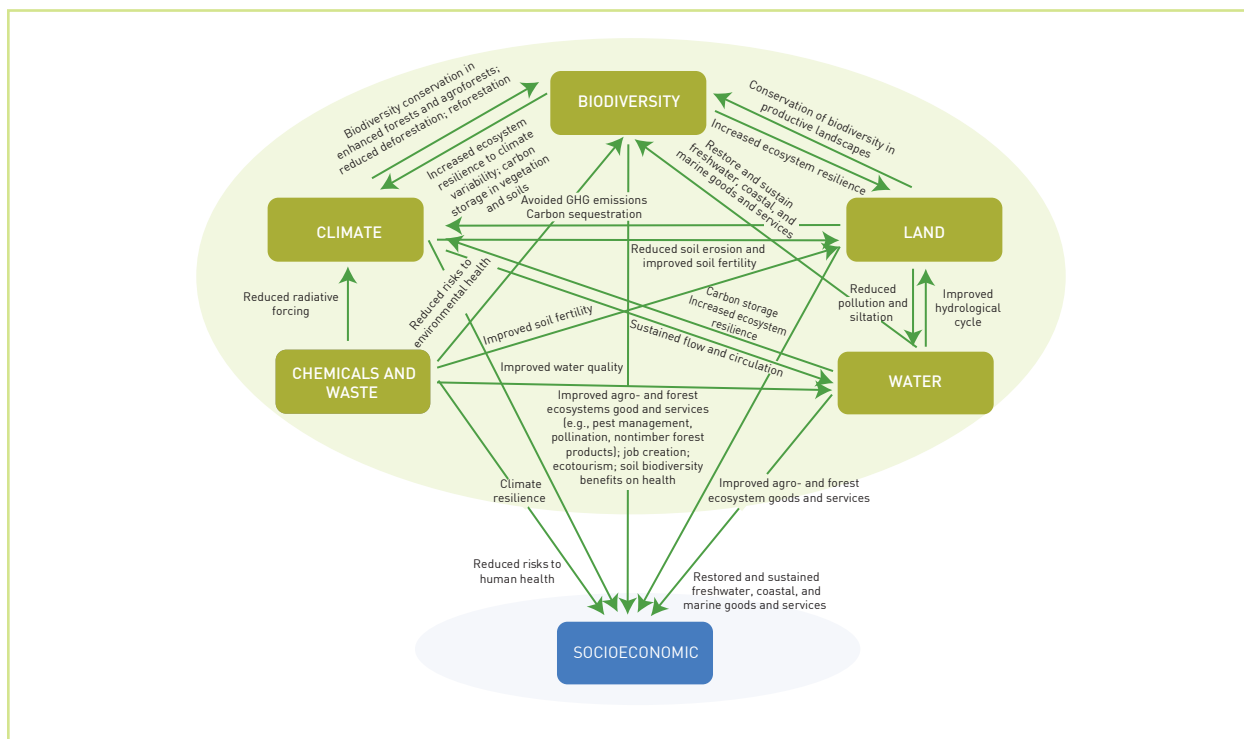 BIODIVERSITY
Biodiversity conservation in
enhanced forests and agroforests;
reduced deforestation; reforestation
Increased ecosystem
resilience to climate
variability; carbon
storage in vegetation
and soils
Conservation of biodiversity in
productive landscapes
Increased ecosystem resilience
Restore and sustain
freshwater, coastal, and
marine goods and services
CLIMATE
Avoided GHG emissions
Carbon sequestration
LAND
Reduced soil erosion and
improved soil fertility
Reduced radiative
forcing
Reduced risks to
environmental health
Improved soil fertility
Carbon storage
Increased ecosystem
resilience
Sustained flow and circulation
Reduced
pollution and
siltation
Improved
hydrological
cycle
CHEMICALS AND
WASTE
Improved water quality
WATER
Improved agro- and forest
ecosystems good and services
(e.g., pest management,
pollination, nontimber forest
products); job creation;
ecotourism; soil biodiversity
benefits on health
Climate
resilience
Improved agro- and forest
ecosystem goods and services
Reduced risks to
human health
Restored and sustained
freshwater, coastal, and
marine goods and services
SOCIOECONOMIC